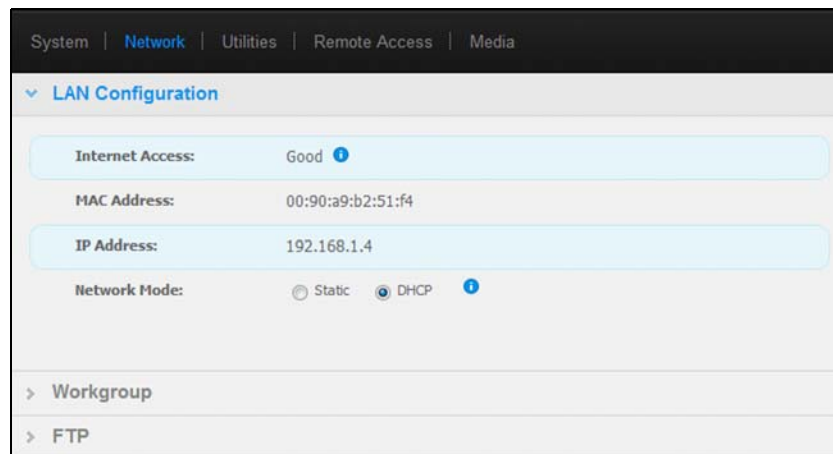 System | Network | Utilities | Remote Access | Media
LAN Configuration
Internet Access: Good
MAC Address: 00:90:a9:b2:51:f4
IP Address: 192.168.1.4
Network Mode: Static DHCP
Workgroup
FTP